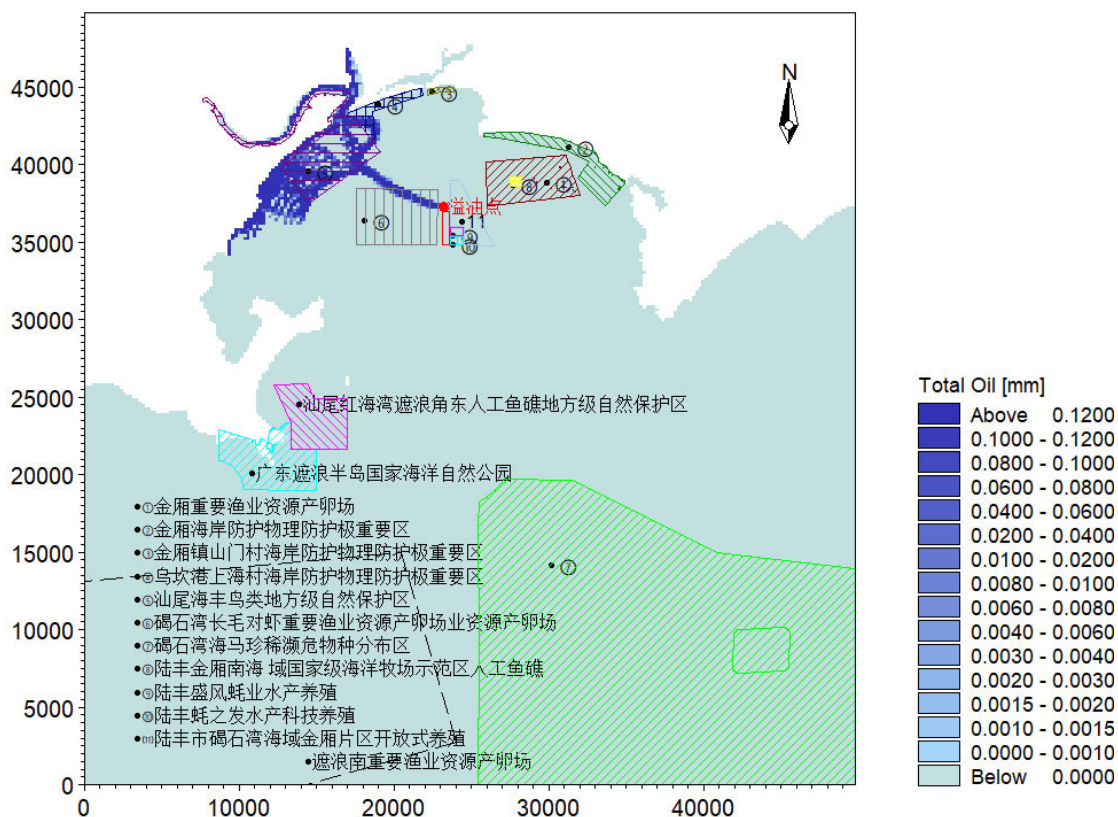 N
45000
40000
35000
30000
25000
20000
15000
10000
5000
0
③
④
②
⑤
⑧ ①
溢油点
11
⑥
⑨
⑩
汕尾红海湾遮浪角东人工鱼礁地方级自然保护区
广东遮浪半岛国家海洋自然公园
①金厢重要渔业资源产卵场
②金厢海岸防护物理防护极重要区
③金厢镇山门村海岸防护物理防护极重要区
④乌坎港上海村海岸防护物理防护极重要区
⑤汕尾海丰鸟类地方级自然保护区
⑥碣石湾长毛对虾重要渔业资源产卵场业资源产卵场
⑦碣石湾海马珍稀濒危物种分布区
⑧陆丰金厢南海 域国家级海洋牧场示范区人工鱼礁
⑨陆丰盛风蚝业水产养殖
⑩陆丰蚝之发水产科技养殖
⑾陆丰市碣石湾海域金厢片区开放式养殖
遮浪南重要渔业资源产卵场
⑦
0 10000 20000 30000 40000
Total Oil [mm]
Above 0.1200
0.1000 - 0.1200
0.0800 - 0.1000
0.0600 - 0.0800
0.0400 - 0.0600
0.0200 - 0.0400
0.0100 - 0.0200
0.0080 - 0.0100
0.0060 - 0.0080
0.0040 - 0.0060
0.0030 - 0.0040
0.0020 - 0.0030
0.0015 - 0.0020
0.0010 - 0.0015
0.0000 - 0.0010
Below 0.0000